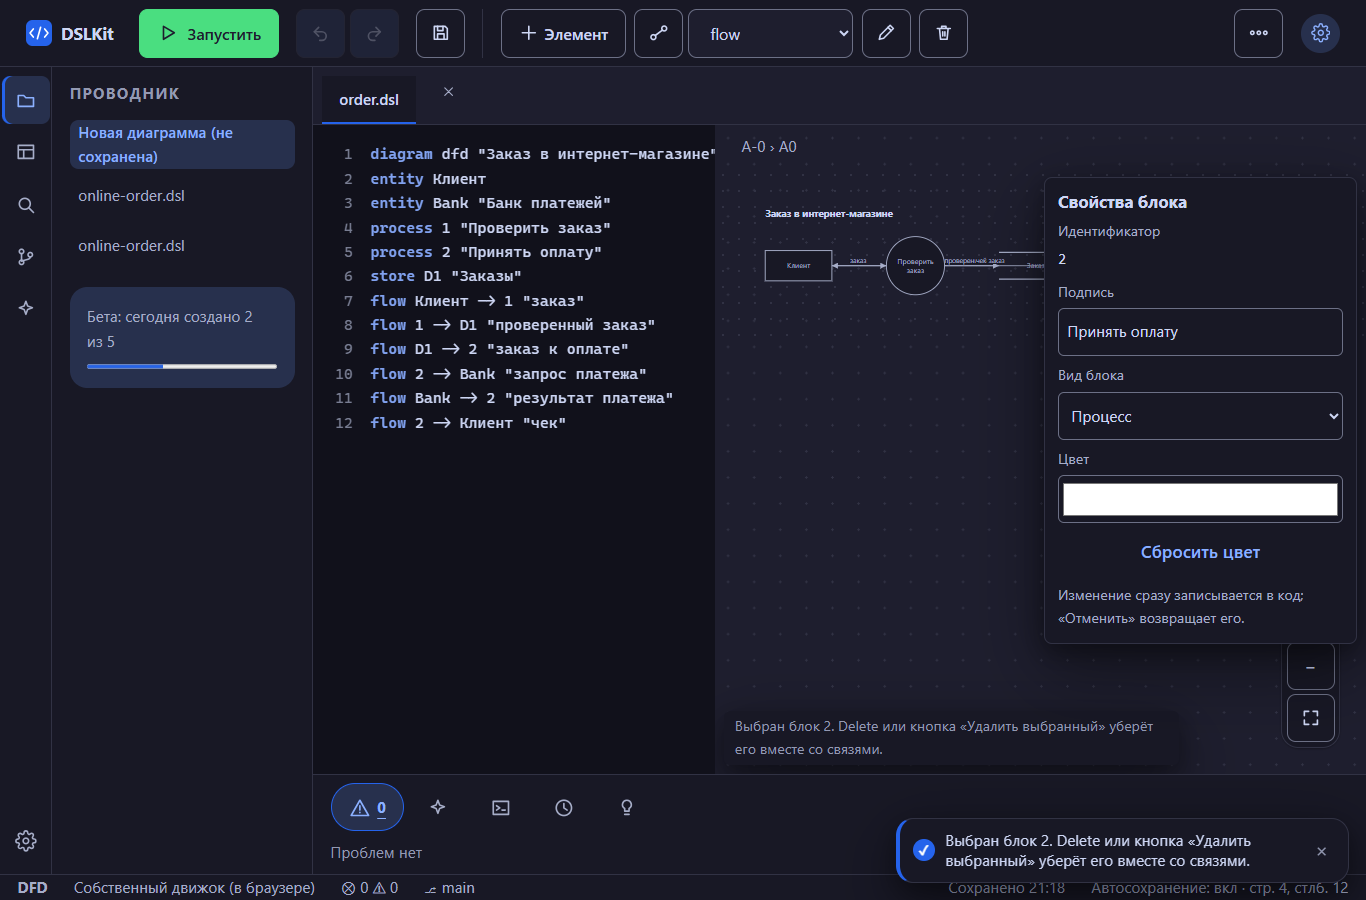 DSLKit
Запустить
Элемент
flow
ПРОВОДНИК
Новая диаграмма (не
сохранена)
online-order.dsl
online-order.dsl
Бета: сегодня создано 2
из 5
order.dsl
1 diagram dfd "Заказ в интернет-магазине"
2 entity Клиент
3 entity Bank "Банк платежей"
4 process 1 "Проверить заказ"
5 process 2 "Принять оплату"
6 store D1 "Заказы"
7 flow Клиент --> 1 "заказ"
8 flow 1 --> D1 "проверенный заказ"
9 flow D1 --> 2 "заказ к оплате"
10 flow 2 --> Bank "запрос платежа"
11 flow Bank --> 2 "результат платежа"
12 flow 2 --> Клиент "чек"
A-0 › A0
Заказ в интернет-магазине
Клиент
заказ
Проверить
заказ
заказ
Свойства блока
Идентификатор
2
Подпись
Принять оплату
Вид блока
Процесс
Цвет
Сбросить цвет
Изменение сразу записывается в код;
«Отменить» возвращает его.
Выбран блок 2. Delete или кнопка «Удалить выбранный» уберёт
его вместе со связями.
0
Проблем нет
Выбран блок 2. Delete или кнопка «Удалить
выбранный» уберёт его вместе со связями.
DFD
Собственный движок (в браузере)
0 0
main
Сохранено 21:18
Автосохранение: вкл · стр. 4, стлб. 12